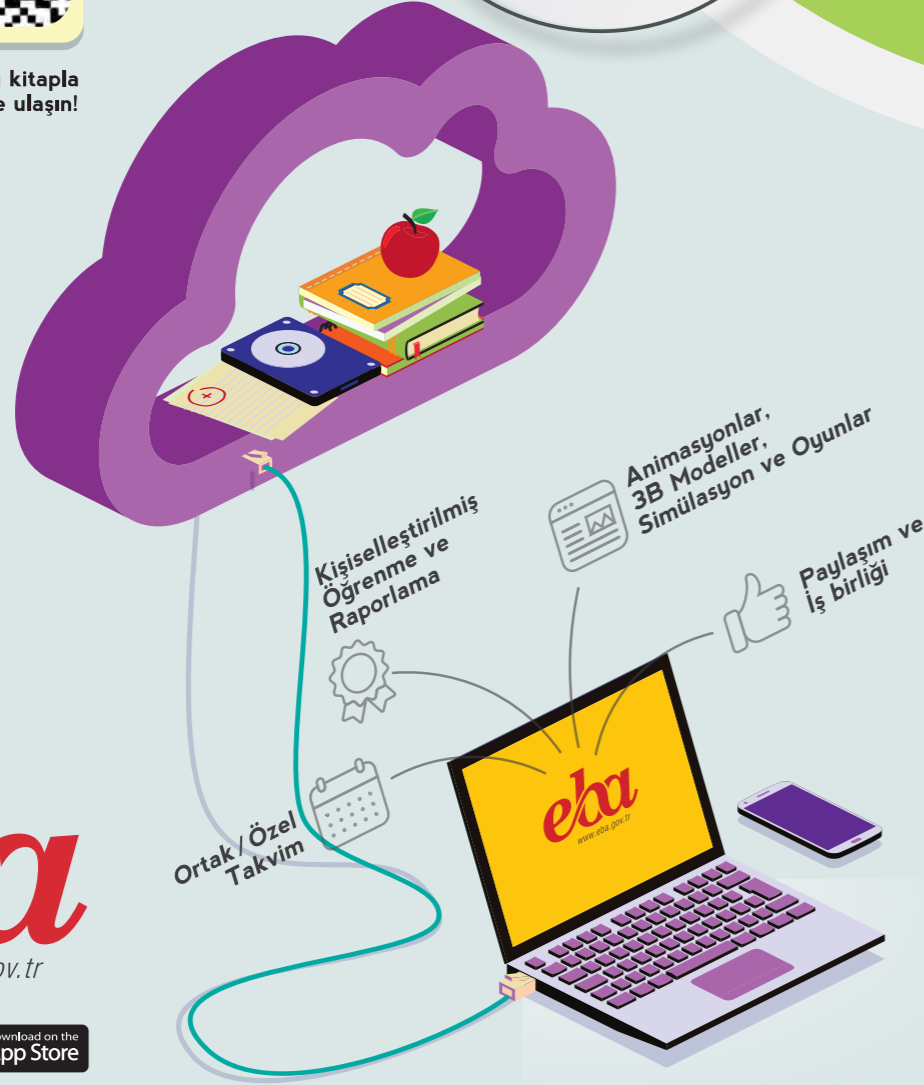 kitapla
ulaşın!
Animasyonlar,
3B Modeller,
Simülasyon ve Oyunlar
Kişiselleştirilmiş
Öğrenme ve
Raporlama
Paylaşım ve
İş birliği
Ortak / Özel
Takvim
eba
www.eba.gov.tr
a
ov.tr
wnload on the
pp Store